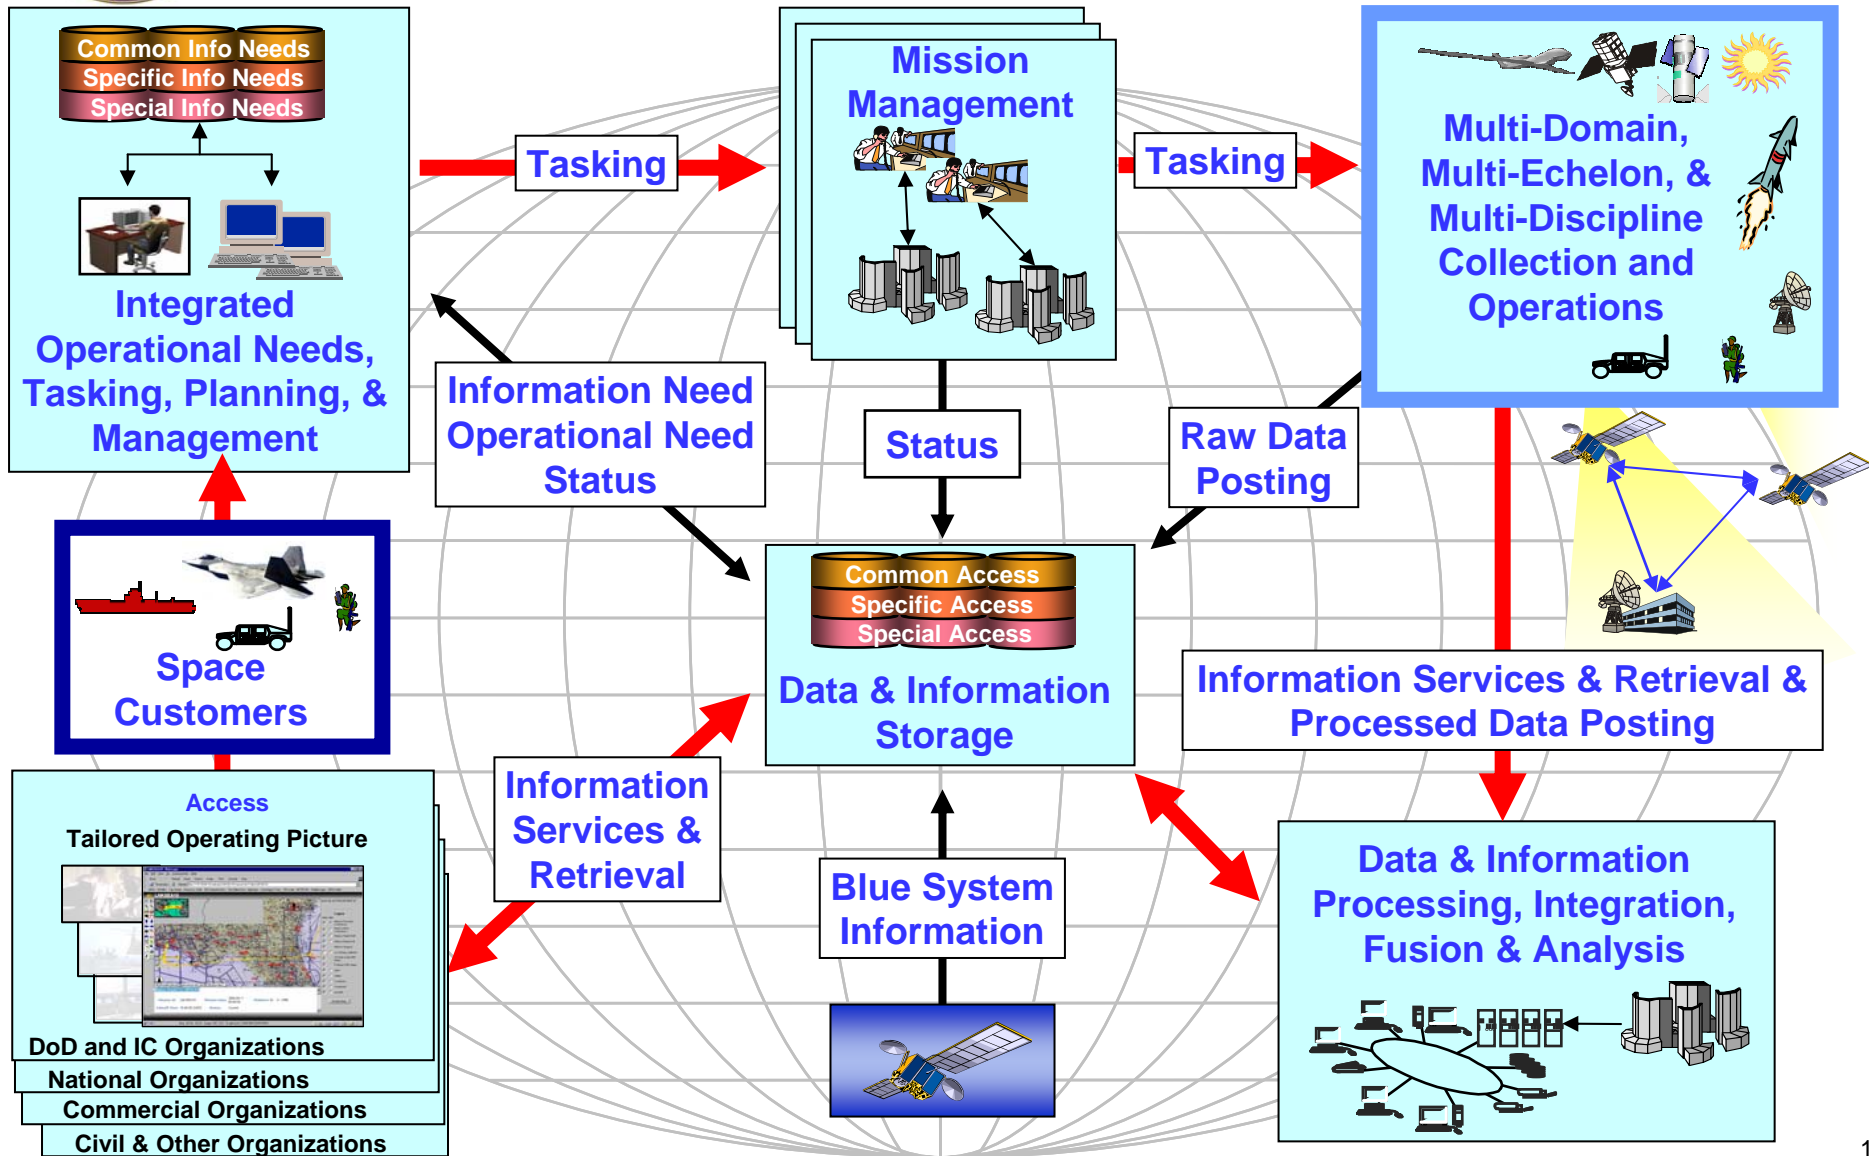 Common Info Needs
Specific Info Needs
Special Info Needs
Integrated
Operational Needs,
Tasking, Planning, &
Management
Tasking
Mission
Management
Tasking
Multi-Domain,
Multi-Echelon, &
Multi-Discipline
Collection and
Operations
Information Need
Operational Need
Status
Status
Raw Data
Posting
Space
Customers
Common Access
Specific Access
Special Access
Data & Information
Storage
Information Services & Retrieval &
Processed Data Posting
Information
Services &
Retrieval
Blue System
Information
Access
Tailored Operating Picture
DoD and IC Organizations
National Organizations
Commercial Organizations
Civil & Other Organizations
Data & Information
Processing, Integration,
Fusion & Analysis
1